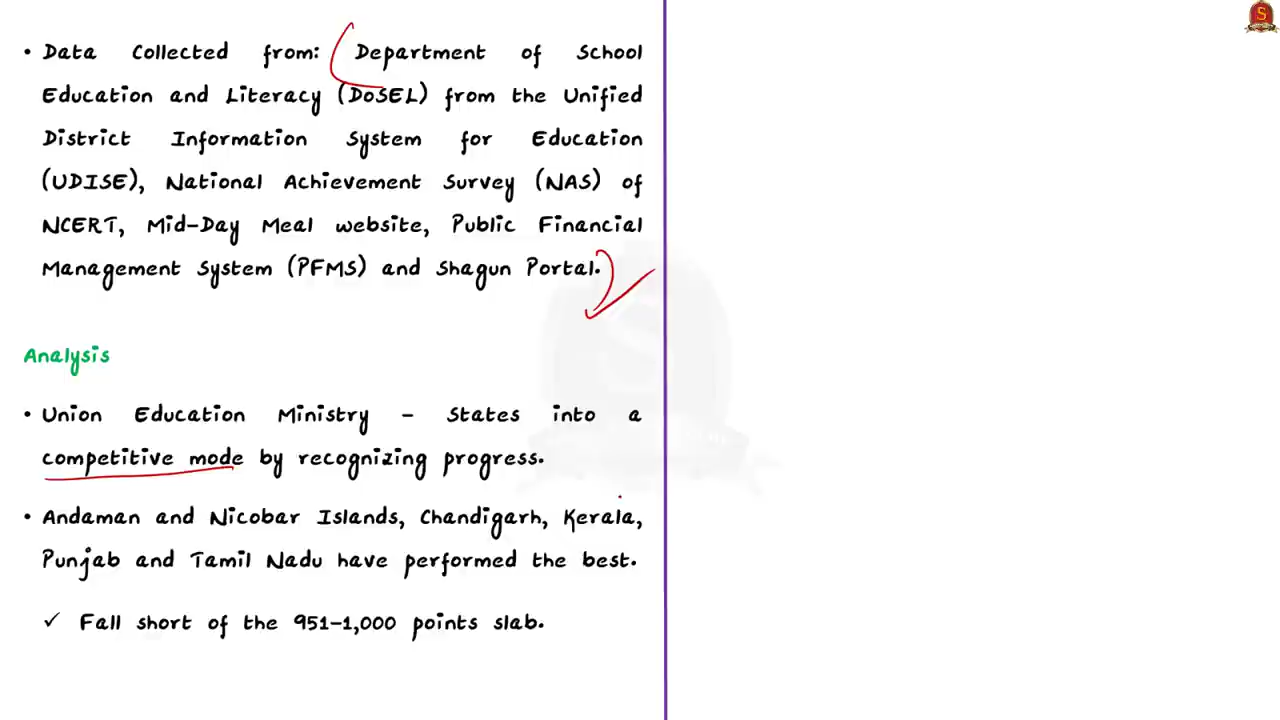 • Data Collected from: Department of School
Education and Literacy (DoSEL) from the Unified
District Information System for Education
(UDISE), National Achievement Survey (NAS) of
NCERT, Mid-Day Meal website, Public Financial
Management System (PFMS) and Shagun Portal.
Analysis
• Union Education Ministry – States into a
competitive mode by recognizing progress.
• Andaman and Nicobar Islands, Chandigarh, Kerala,
Punjab and Tamil Nadu have performed the best.
✓ Fall short of the 951-1,000 points slab.
S